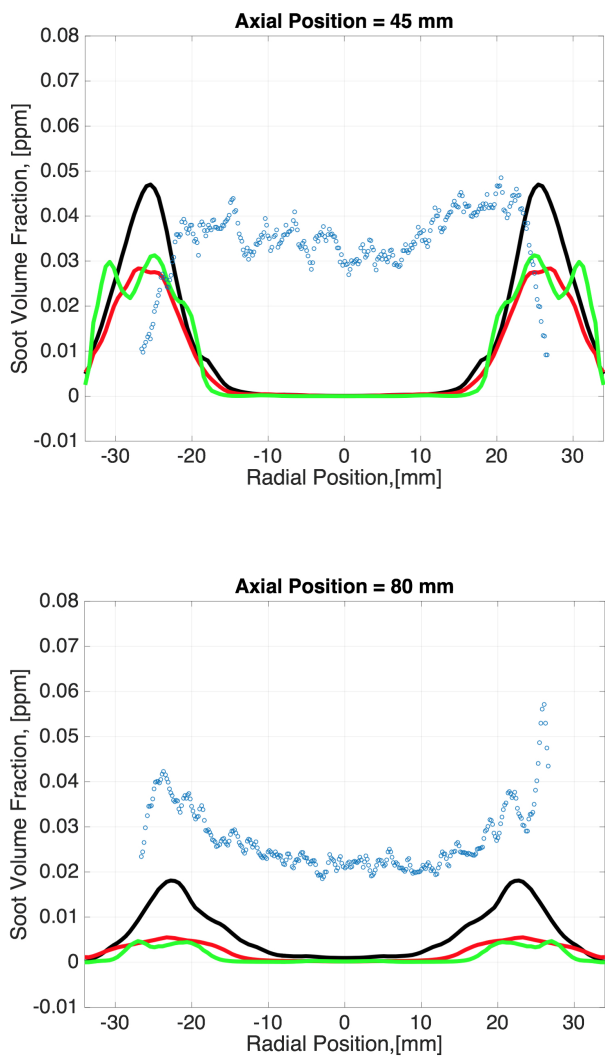 Axial Position = 45 mm
Soot Volume Fraction, [ppm]
0.08
0.07
0.06
0.05
0.04
0.03
0.02
0.01
0
-0.01
-30 -20 -10 0 10 20 30
Radial Position,[mm]
Axial Position = 80 mm
Soot Volume Fraction, [ppm]
0.08
0.07
0.06
0.05
0.04
0.03
0.02
0.01
0
-0.01
-30 -20 -10 0 10 20 30
Radial Position,[mm]